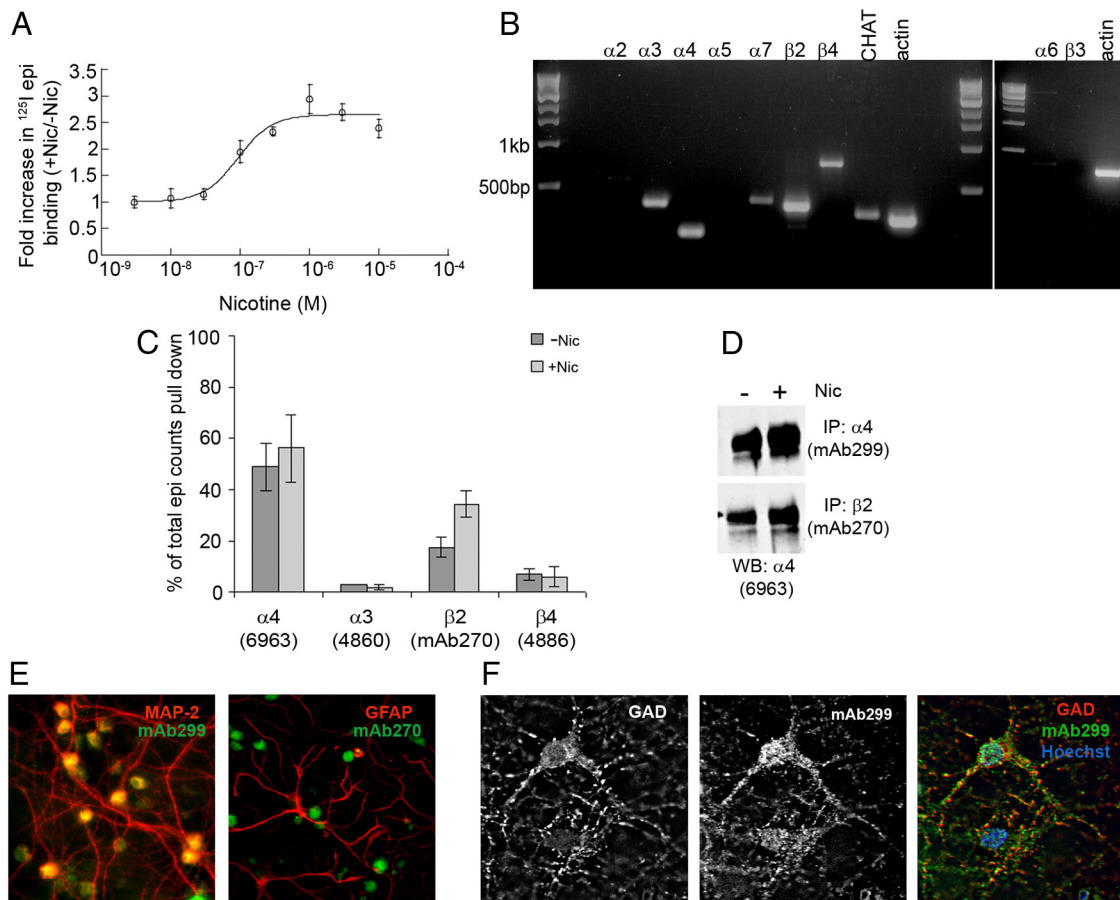 A
Fold increase in ¹²⁵I epi
binding (+Nic/-Nic)
3.5
3
2.5
2
1.5
1
0.5
0
10⁻⁹ 10⁻⁸ 10⁻⁷ 10⁻⁶ 10⁻⁵ 10⁻⁴
Nicotine (M)
B
α2 α3 α4 α5 α7 β2 β4 CHAT actin α6 β3 actin
1kb
500bp
C
% of total epi counts pull down
100
80
60
40
20
0
-Nic
+Nic
α4 α3 β2 β4
(6963) (4860) (mAb270) (4886)
D
- + Nic
IP: α4
(mAb299)
IP: β2
(mAb270)
WB: α4
(6963)
E
MAP-2
mAb299
GFAP
mAb270
F
GAD
mAb299
GAD
mAb299
Hoechst